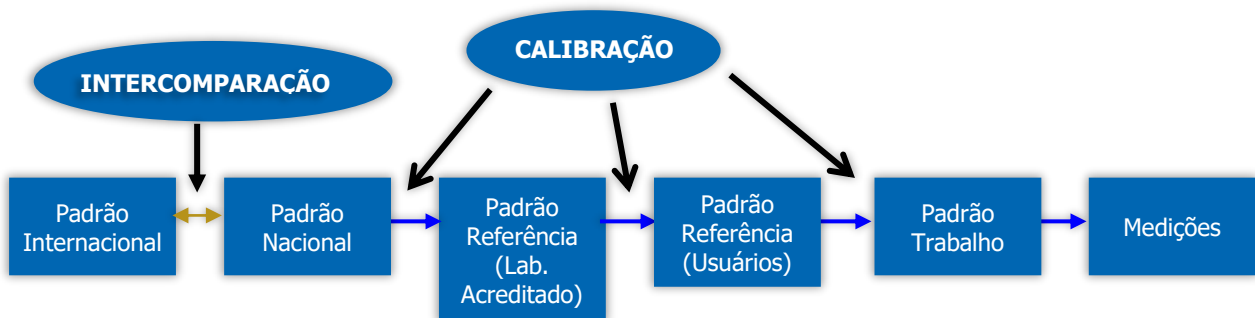 CALIBRAÇÃO
INTERCOMPARAÇÃO
Padrão
Internacional
Padrão
Nacional
Padrão
Referência
(Lab.
Acreditado)
Padrão
Referência
(Usuários)
Padrão
Trabalho
Medições